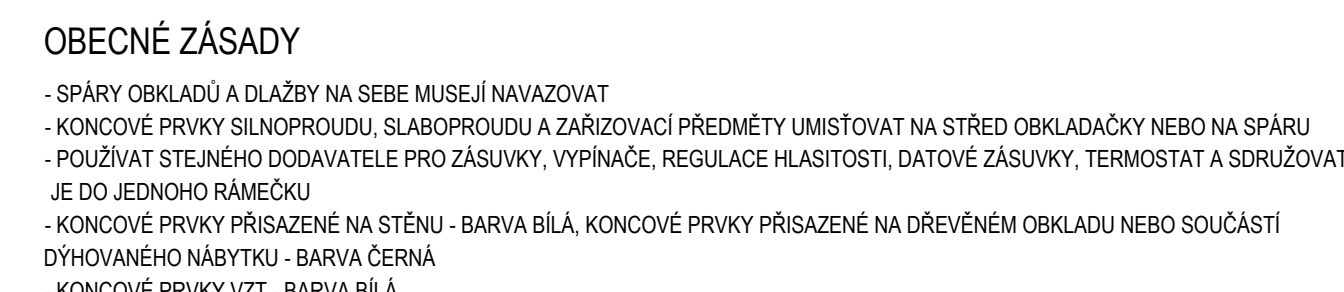 OBECNÉ ZÁSADY
- SPÁRY OBKLADŮ A DLAŽBY NA SEBE MUSEJÍ NAVAZOVAT
- KONCOVÉ PRVKY SILNOPROUDU, SLABOPROUDU A ZAŘIZOVACÍ PŘEDMĚTY UMISŤOVAT NA STŘED OBKLADAČKY NEBO NA SPÁRU
- POUŽÍVAT STEJNÉHO DODAVATELE PRO ZÁSUVKY, VYPÍNAČE, REGULACE HLASITOSTI, DATOVÉ ZÁSUVKY, TERMOSTAT A SDRUŽOVAT
JE DO JEDNOHO RÁMEČKU
- KONCOVÉ PRVKY PŘISAZENÉ NA STĚNU - BARVA BÍLÁ, KONCOVÉ PRVKY PŘISAZENÉ NA DŘEVĚNÉM OBKLADU NEBO SOUČÁSTÍ
DÝHOVANÉHO NÁBYTKU - BARVA ČERNÁ
- KONCOVÉ PRVKY VZT - BARVA BÍLÁ